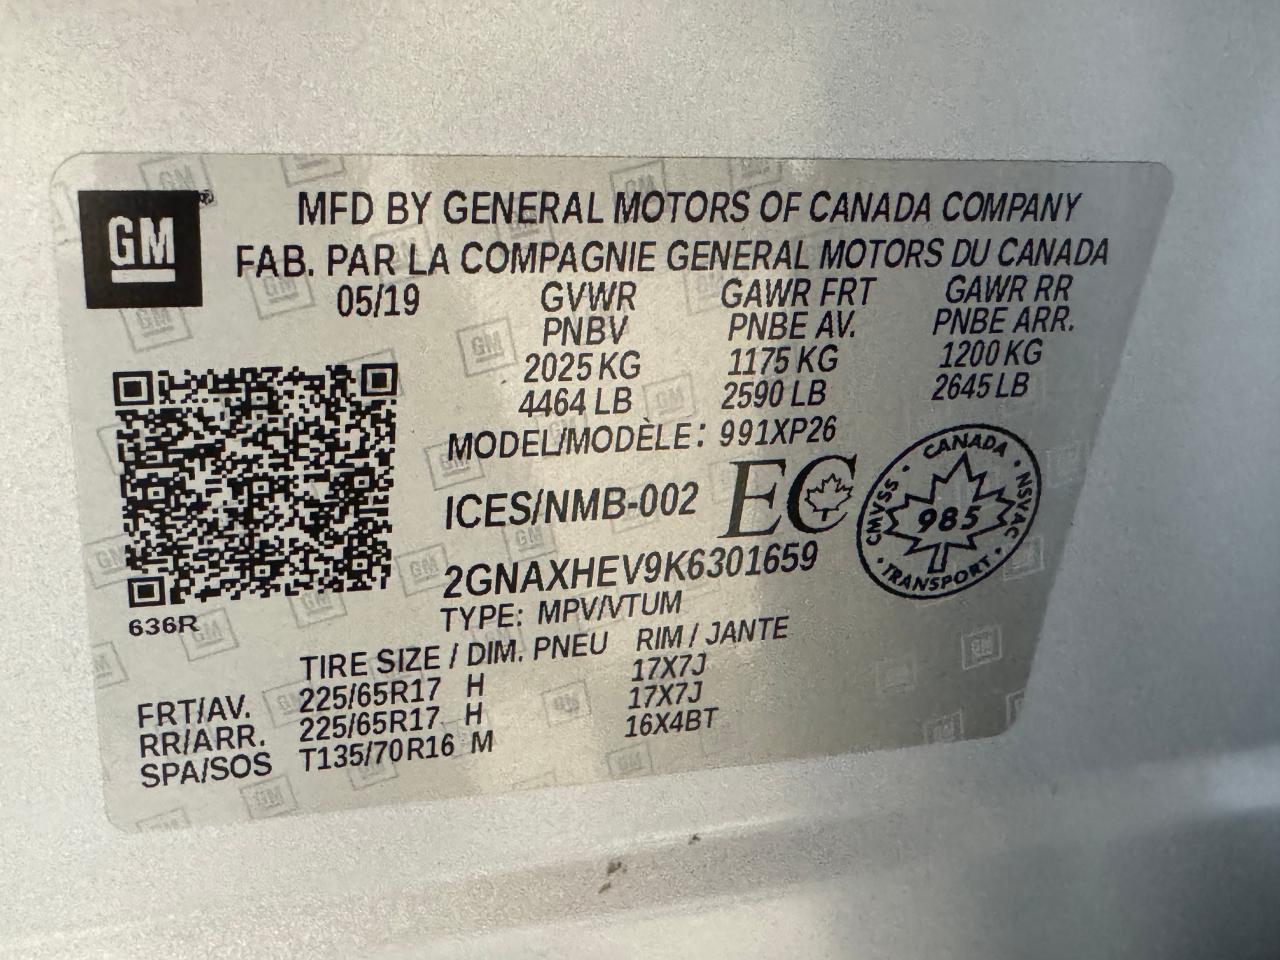 GM
MFD BY GENERAL MOTORS OF CANADA COMPANY
FAB. PAR LA COMPAGNIE GENERAL MOTORS DU CANADA
05/19 GVWR GAWR FRT GAWR RR
PNBV PNBE AV. PNBE ARR.
2025 KG 1175 KG 1200 KG
4464 LB 2590 LB 2645 LB
MODEL/MODÈLE: 991XP26
ICES/NMB-002 EC
CANADA · NSVAC · TRANSPORT · CMVSS ·
985
2GNAXHEV9K6301659
636R
TYPE: MPV/VTUM
TIRE SIZE / DIM. PNEU RIM / JANTE
FRT/AV. 225/65R17 H 17X7J
RR/ARR. 225/65R17 H 17X7J
SPA/SOS T135/70R16 M 16X4BT